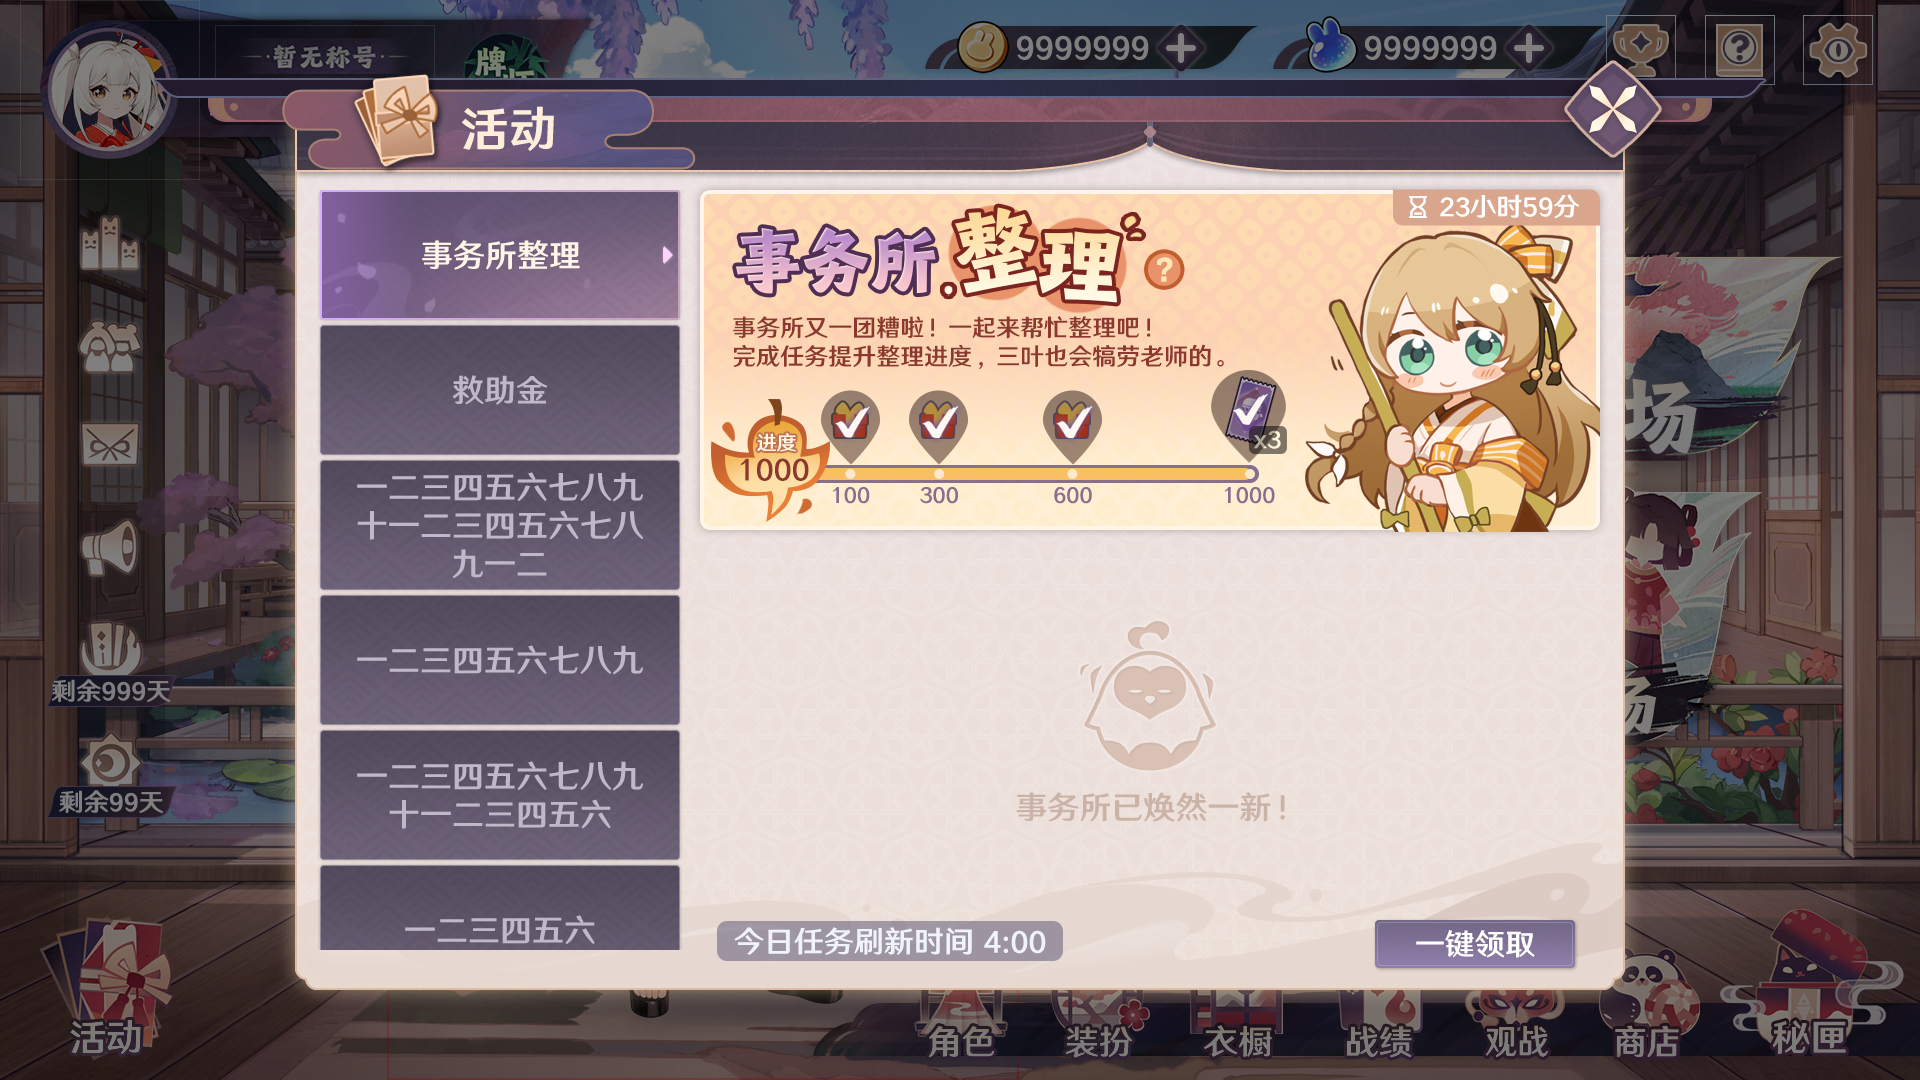 暂无称号
牌
9999999
9999999
活动
事务所整理
救助金
一二三四五六七八九
十一二三四五六七八
九一二
一二三四五六七八九
一二三四五六七八九
十一二三四五六
一二三四五六
23小时59分
事务所整理
?
事务所又一团糟啦！一起来帮忙整理吧！
完成任务提升整理进度，三叶也会犒劳老师的。
进度
1000
x3
100
300
600
1000
事务所已焕然一新！
今日任务刷新时间 4:00
一键领取
剩余999天
剩余99天
场
场
活动
角色
装扮
衣橱
战绩
观战
商店
秘匣